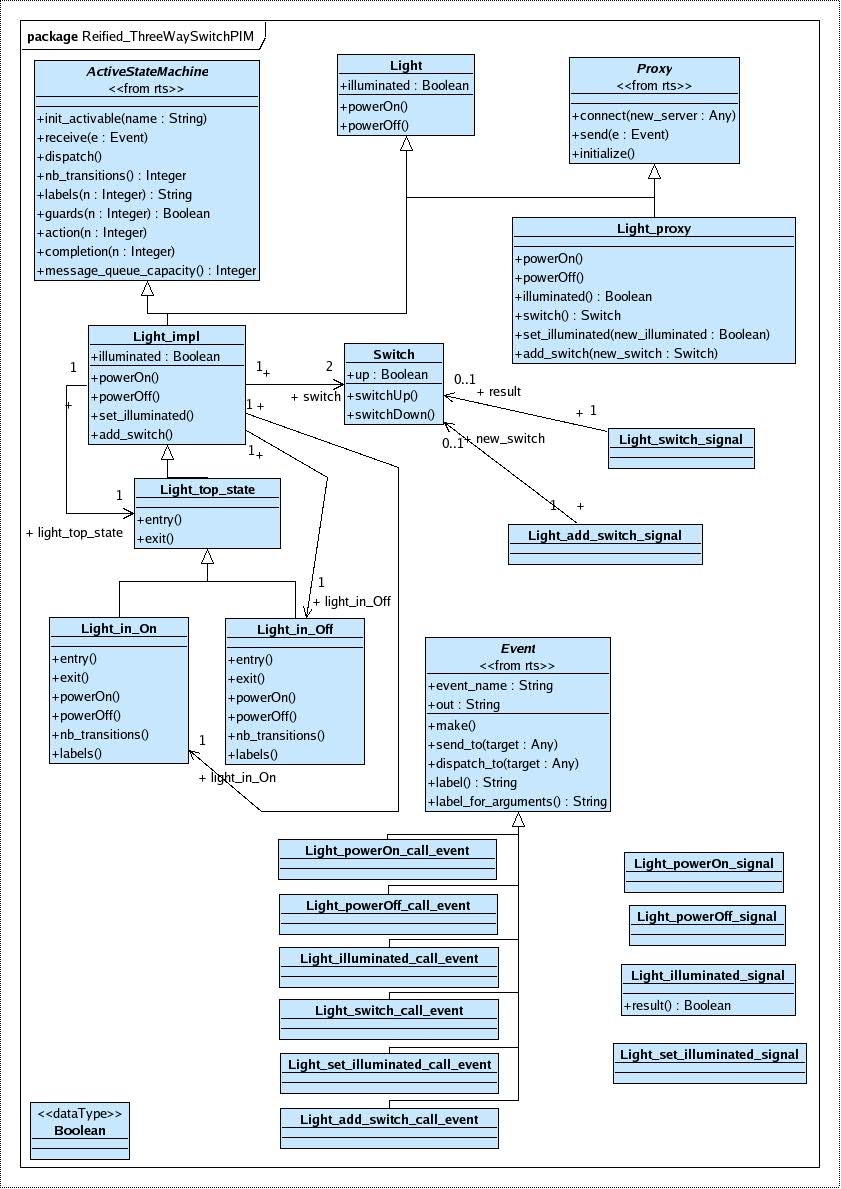 package Reified_ThreeWaySwitchPIM
ActiveStateMachine
<<from rts>>
+init_activable(name : String)
+receive(e : Event)
+dispatch()
+nb_transitions() : Integer
+labels(n : Integer) : String
+guards(n : Integer) : Boolean
+action(n : Integer)
+completion(n : Integer)
+message_queue_capacity() : Integer
Light
+illuminated : Boolean
+powerOn()
+powerOff()
Proxy
<<from rts>>
+connect(new_server : Any)
+send(e : Event)
+initialize()
Light_proxy
+powerOn()
+powerOff()
+illuminated() : Boolean
+switch() : Switch
+set_illuminated(new_illuminated : Boolean)
+add_switch(new_switch : Switch)
Light_impl
+illuminated : Boolean
+powerOn()
+powerOff()
+set_illuminated()
+add_switch()
1
+
1
+ light_top_state
1
+
2
+ switch
1 +
1
+
Switch
+up : Boolean
+switchUp()
+switchDown()
0..1
+ result
+ 1
0..1
+ new_switch
1 +
Light_switch_signal
Light_add_switch_signal
Light_top_state
+entry()
+exit()
1
+ light_in_Off
Light_in_On
+entry()
+exit()
+powerOn()
+powerOff()
+nb_transitions()
+labels()
Light_in_Off
+entry()
+exit()
+powerOn()
+powerOff()
+nb_transitions()
+labels()
1
+ light_in_On
Event
<<from rts>>
+event_name : String
+out : String
+make()
+send_to(target : Any)
+dispatch_to(target : Any)
+label() : String
+label_for_arguments() : String
Light_powerOn_call_event
Light_powerOff_call_event
Light_illuminated_call_event
Light_switch_call_event
Light_set_illuminated_call_event
Light_add_switch_call_event
Light_powerOn_signal
Light_powerOff_signal
Light_illuminated_signal
+result() : Boolean
Light_set_illuminated_signal
<<dataType>>
Boolean